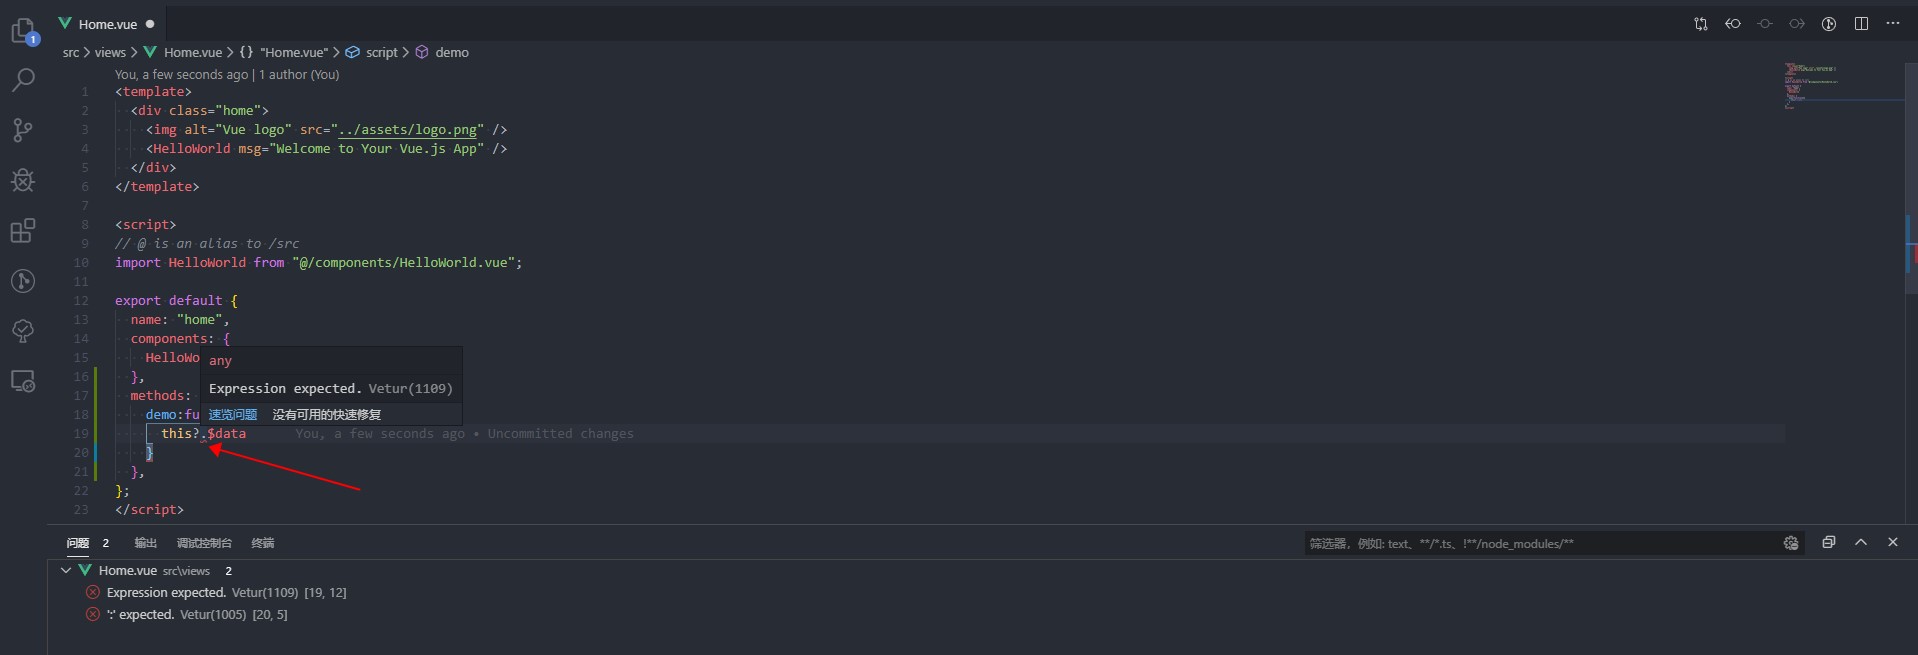 Home.vue
1
src > views > Home.vue > {} "Home.vue" > script > demo
You, a few seconds ago | 1 author (You)
1 <template>
2 <div class="home">
3 <img alt="Vue logo" src="../assets/logo.png" />
4 <HelloWorld msg="Welcome to Your Vue.js App" />
5 </div>
6 </template>
7
8 <script>
9 // @ is an alias to /src
10 import HelloWorld from "@/components/HelloWorld.vue";
11
12 export default {
13 name: "home",
14 components: {
15 HelloWo
any
16 },
Expression expected. Vetur(1109)
17 methods:
18 demo:fu
速览问题 没有可用的快速修复
19 this?.$data You, a few seconds ago • Uncommitted changes
20 }
21 },
22 };
23 </script>
问题 2 输出 调试控制台 终端 筛选器，例如: text、**/*.ts、!**/node_modules/**
Home.vue src\views 2
Expression expected. Vetur(1109) [19, 12]
':' expected. Vetur(1005) [20, 5]